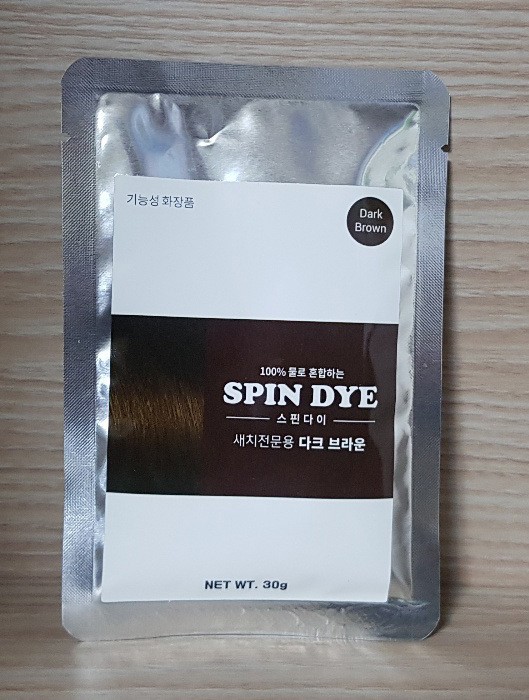 기능성 화장품
Dark
Brown
100% 물로 혼합하는
SPIN DYE
스핀다이
새치전문용 다크 브라운
NET WT. 30g